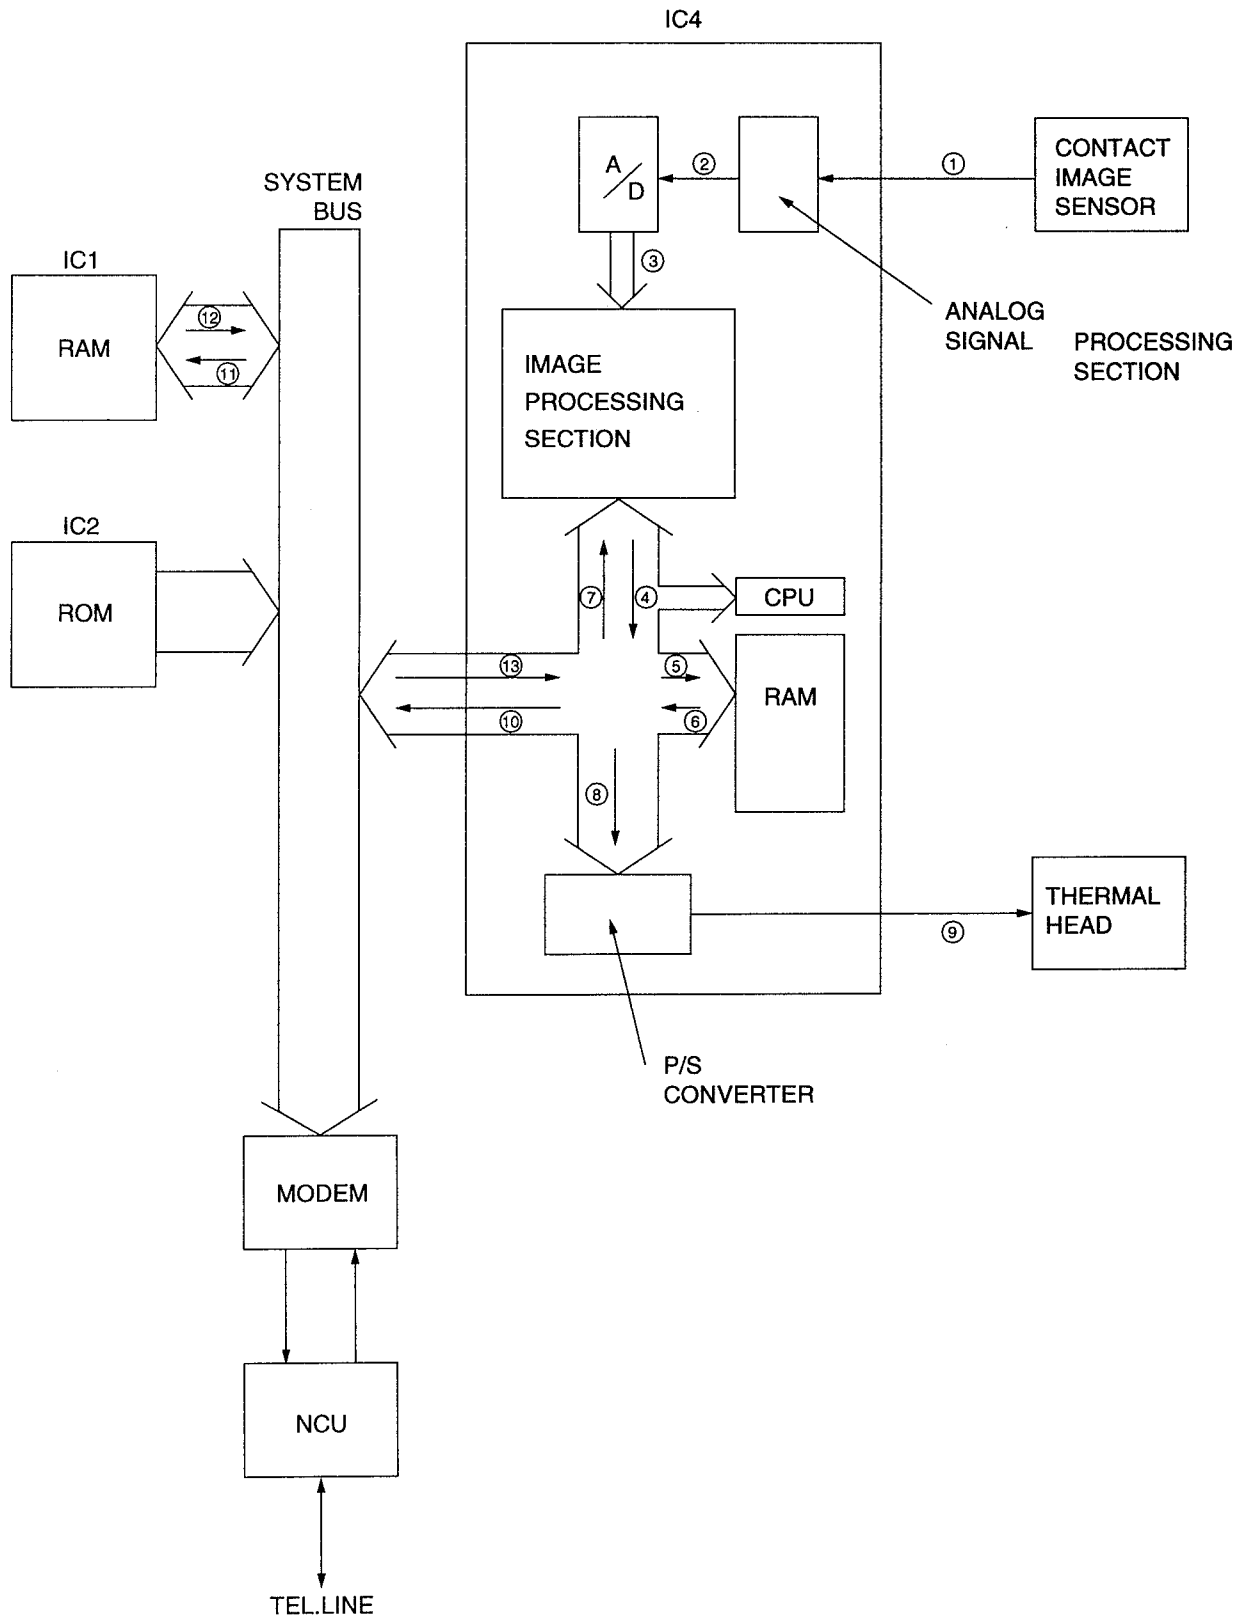 IC4
CONTACT
IMAGE
SENSOR
A/D
②
①
SYSTEM
BUS
③
IC1
RAM
⑫
⑪
ANALOG
SIGNAL
PROCESSING
SECTION
IMAGE
PROCESSING
SECTION
IC2
ROM
⑦
④
CPU
⑬
⑤
RAM
⑩
⑥
⑧
THERMAL
HEAD
⑨
P/S
CONVERTER
MODEM
NCU
TEL.LINE